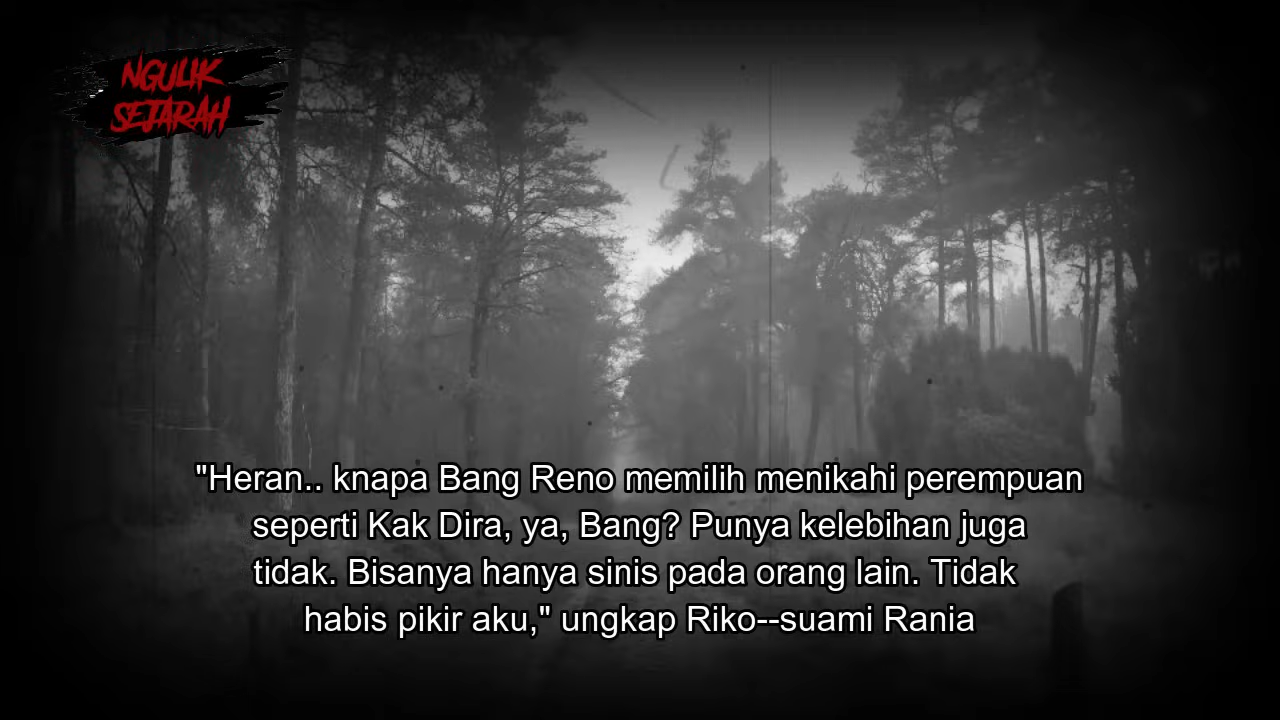 NGULIK
SEJARAH
"Heran.. knapa Bang Reno memilih menikahi perempuan
seperti Kak Dira, ya, Bang? Punya kelebihan juga
tidak. Bisanya hanya sinis pada orang lain. Tidak
habis pikir aku," ungkap Riko--suami Rania